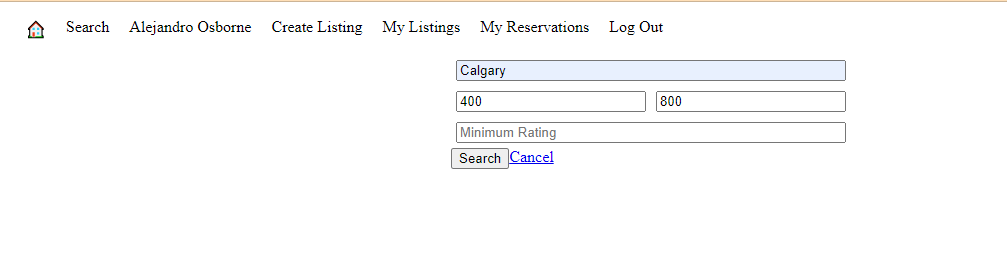 Search Alejandro Osborne Create Listing My Listings My Reservations Log Out
Calgary
400 800
Minimum Rating
Search Cancel